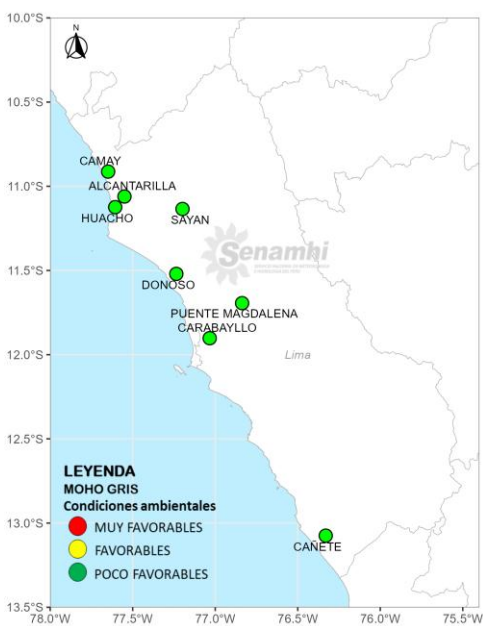 10.0°S
N
10.5°S
CAMAY
11.0°S
ALCANTARILLA
HUACHO
SAYAN
Senamhi
11.5°S
DONOSO
PUENTE MAGDALENA
CARABAYLLO
12.0°S
Lima
12.5°S
LEYENDA
MOHO GRIS
Condiciones ambientales
MUY FAVORABLES
FAVORABLES
POCO FAVORABLES
13.0°S
CAÑETE
13.5°S
78.0°W
77.5°W
77.0°W
76.5°W
76.0°W
75.5°W